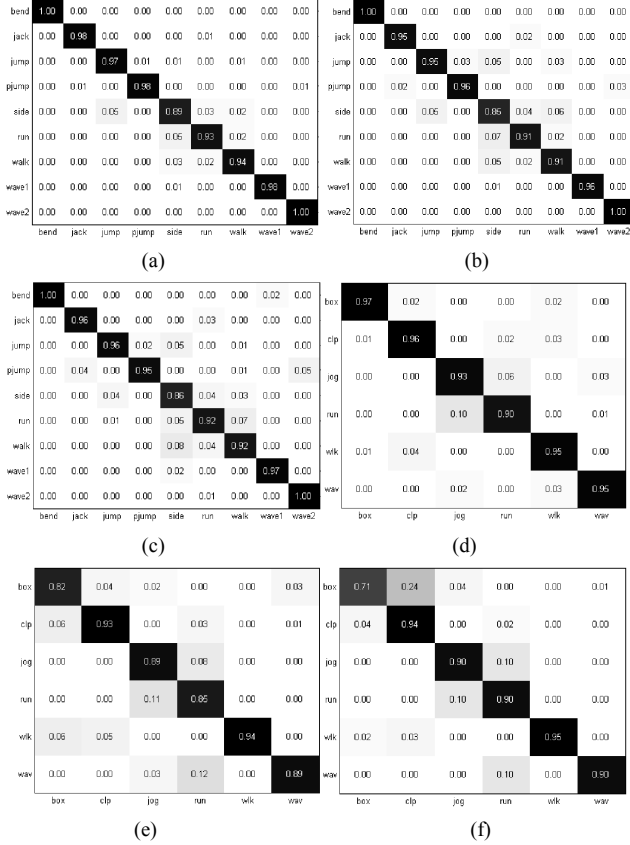 bend 1.00 0.00 0.00 0.00 0.00 0.00 0.00 0.00 0.00
jack 0.00 0.98 0.00 0.00 0.00 0.01 0.00 0.00 0.00
jump 0.00 0.00 0.97 0.01 0.01 0.00 0.01 0.00 0.00
pjump 0.00 0.01 0.00 0.98 0.00 0.00 0.00 0.00 0.01
side 0.00 0.00 0.05 0.00 0.89 0.03 0.02 0.00 0.00
run 0.00 0.00 0.00 0.00 0.05 0.93 0.02 0.00 0.00
walk 0.00 0.00 0.00 0.00 0.03 0.02 0.94 0.00 0.00
wave1 0.00 0.00 0.00 0.00 0.01 0.00 0.00 0.98 0.00
wave2 0.00 0.00 0.00 0.00 0.00 0.00 0.00 0.00 1.00
bend jack jump pjump side run walk wave1 wave2
(a)
bend 1.00 0.00 0.00 0.00 0.00 0.00 0.00 0.00 0.00
jack 0.00 0.95 0.00 0.00 0.00 0.02 0.00 0.00 0.00
jump 0.00 0.00 0.95 0.03 0.05 0.00 0.03 0.00 0.00
pjump 0.00 0.02 0.00 0.96 0.00 0.00 0.00 0.00 0.03
side 0.00 0.00 0.05 0.00 0.86 0.04 0.06 0.00 0.00
run 0.00 0.00 0.00 0.00 0.07 0.91 0.02 0.00 0.00
walk 0.00 0.00 0.00 0.00 0.05 0.02 0.91 0.00 0.00
wave1 0.00 0.00 0.00 0.00 0.01 0.00 0.00 0.96 0.00
wave2 0.00 0.00 0.00 0.00 0.00 0.00 0.00 0.00 1.00
bend jack jump pjump side run walk wave1 wave2
(b)
bend 1.00 0.00 0.00 0.00 0.00 0.00 0.00 0.02 0.00
jack 0.00 0.96 0.00 0.00 0.00 0.03 0.00 0.00 0.00
jump 0.00 0.00 0.96 0.02 0.05 0.00 0.01 0.00 0.00
pjump 0.00 0.04 0.00 0.95 0.00 0.00 0.00 0.00 0.05
side 0.00 0.00 0.04 0.00 0.86 0.04 0.03 0.00 0.00
run 0.00 0.00 0.01 0.00 0.05 0.92 0.07 0.00 0.00
walk 0.00 0.00 0.00 0.00 0.08 0.04 0.92 0.00 0.00
wave1 0.00 0.00 0.00 0.00 0.02 0.00 0.00 0.97 0.00
wave2 0.00 0.00 0.00 0.00 0.00 0.01 0.00 0.00 1.00
bend jack jump pjump side run walk wave1 wave2
(c)
box 0.97 0.02 0.00 0.00 0.02 0.00
clp 0.01 0.96 0.00 0.02 0.03 0.00
jog 0.00 0.00 0.93 0.06 0.00 0.03
run 0.00 0.00 0.10 0.90 0.00 0.01
wlk 0.01 0.04 0.00 0.00 0.95 0.00
wav 0.00 0.00 0.02 0.00 0.03 0.95
box clp jog run wlk wav
(d)
box 0.82 0.04 0.02 0.00 0.00 0.03
clp 0.06 0.93 0.00 0.03 0.00 0.01
jog 0.00 0.00 0.89 0.08 0.00 0.00
run 0.00 0.00 0.11 0.85 0.00 0.00
wlk 0.06 0.05 0.00 0.00 0.94 0.00
wav 0.00 0.00 0.03 0.12 0.00 0.89
box clp jog run wlk wav
(e)
box 0.71 0.24 0.04 0.00 0.00 0.01
clp 0.04 0.94 0.00 0.02 0.00 0.00
jog 0.00 0.00 0.90 0.10 0.00 0.00
run 0.00 0.00 0.10 0.90 0.00 0.00
wlk 0.02 0.03 0.00 0.00 0.95 0.00
wav 0.00 0.00 0.00 0.10 0.00 0.90
box clp jog run wlk wav
(f)